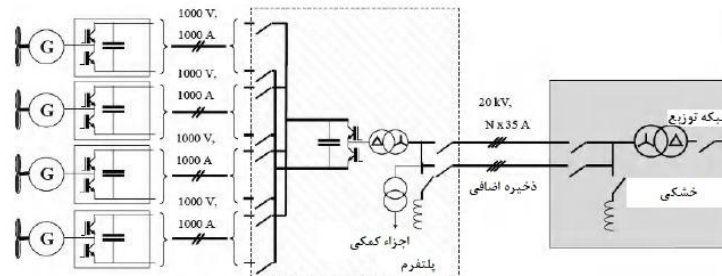 1000 V,
1000 A
1000 V,
1000 A
1000 V,
1000 A
1000 V,
1000 A
G
G
G
G
20 kV,
N x 35 A
ذخیره اضافی
اجزاء کمکی
پلتفرم
شبکه توزیع
خشکی